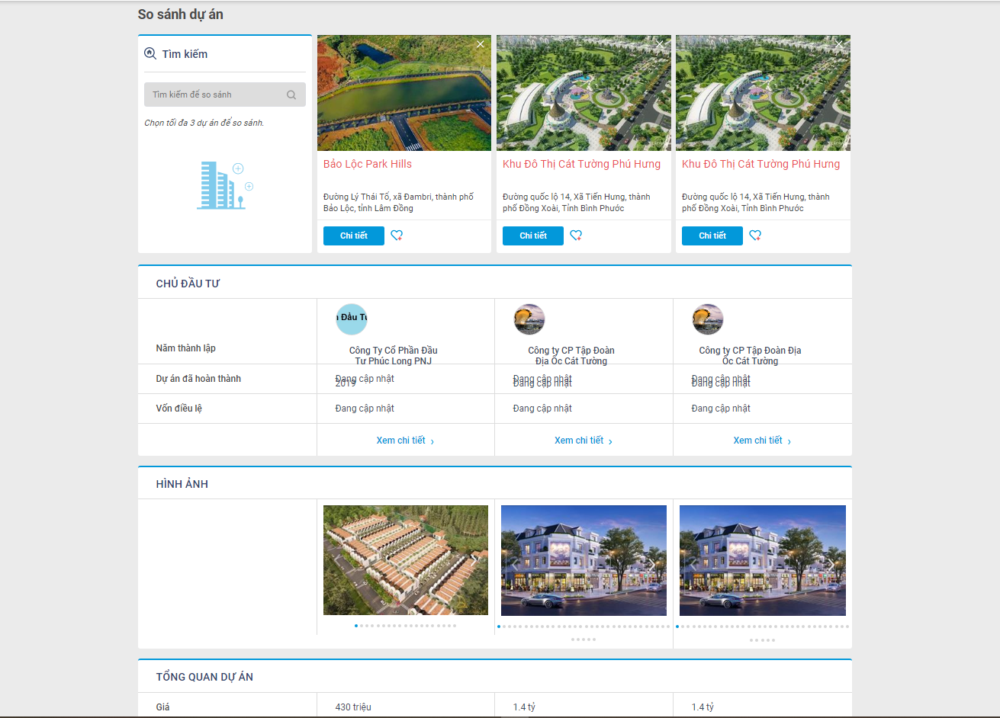 So sánh dự án
Tìm kiếm
Tìm kiếm để so sánh
Chọn tối đa 3 dự án để so sánh.
Bảo Lộc Park Hills
Đường Lý Thái Tổ, xã Đambri, thành phố
Bảo Lộc, tỉnh Lâm Đồng
Chi tiết
Khu Đô Thị Cát Tường Phú Hưng
Đường quốc lộ 14, Xã Tiến Hưng, thành
phố Đồng Xoài, Tỉnh Bình Phước
Chi tiết
Khu Đô Thị Cát Tường Phú Hưng
Đường quốc lộ 14, Xã Tiến Hưng, thành
phố Đồng Xoài, Tỉnh Bình Phước
Chi tiết
CHỦ ĐẦU TƯ
Đầu Tư
Năm thành lập
Công Ty Cổ Phần Đầu
Tư Phúc Long PNJ
Công ty CP Tập Đoàn
Địa Ốc Cát Tường
Công ty CP Tập Đoàn Địa
Ốc Cát Tường
Dự án đã hoàn thành
Đang cập nhật
2019
Đang cập nhật
Đang cập nhật
Đang cập nhật
Đang cập nhật
Vốn điều lệ
Đang cập nhật
Đang cập nhật
Đang cập nhật
Xem chi tiết ›
Xem chi tiết ›
Xem chi tiết ›
HÌNH ẢNH
TỔNG QUAN DỰ ÁN
Giá
430 triệu
1.4 tỷ
1.4 tỷ